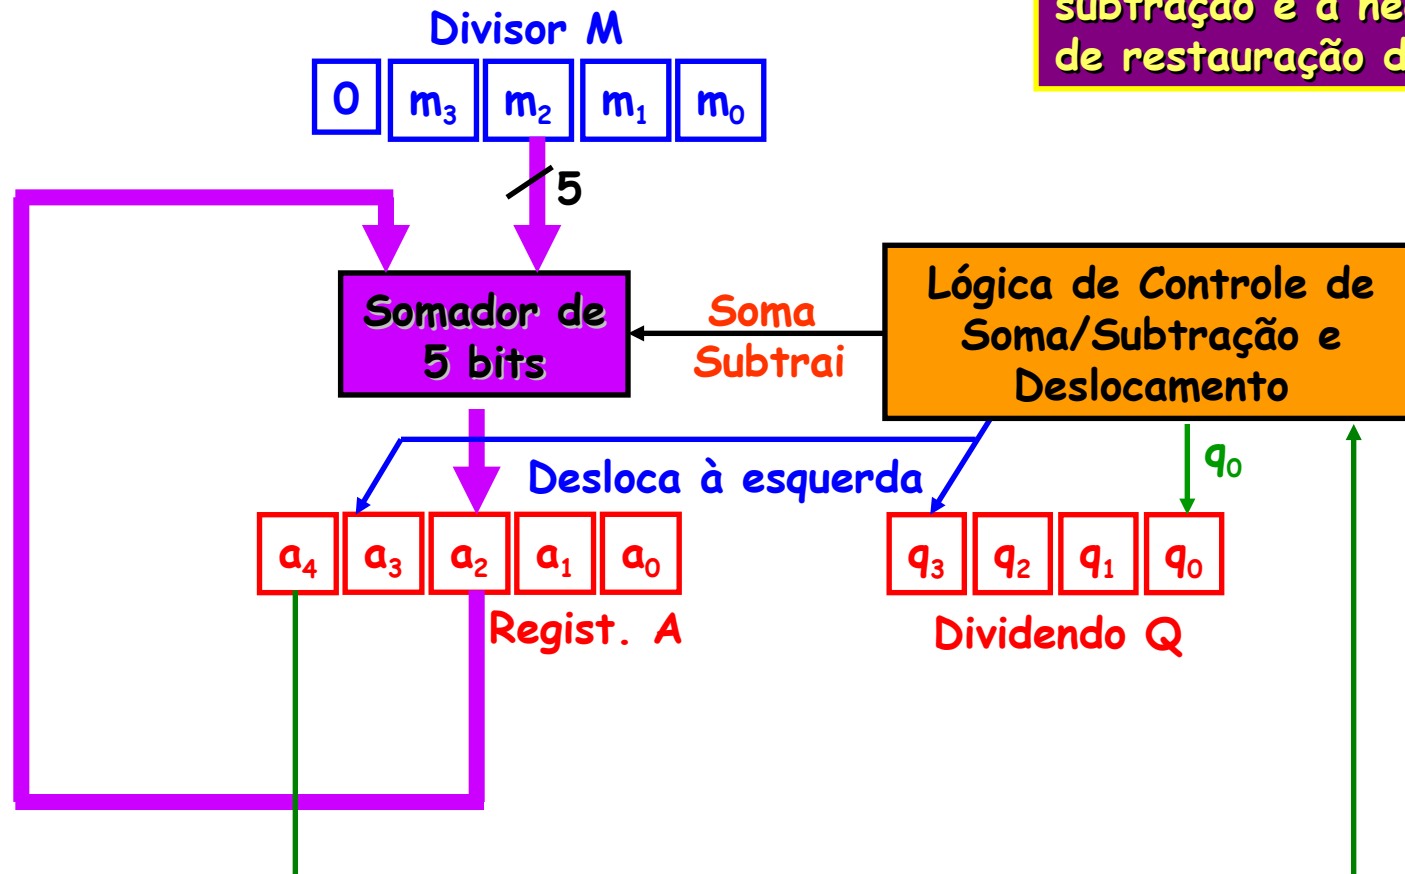 subtração e a
de restauração
Divisor M
0 m₃ m₂ m₁ m₀
5
Somador de
5 bits
Soma
Subtrai
Lógica de Controle de
Soma/Subtração e
Deslocamento
Desloca à esquerda
q₀
a₄ a₃ a₂ a₁ a₀
q₃ q₂ q₁ q₀
Regist. A
Dividendo Q